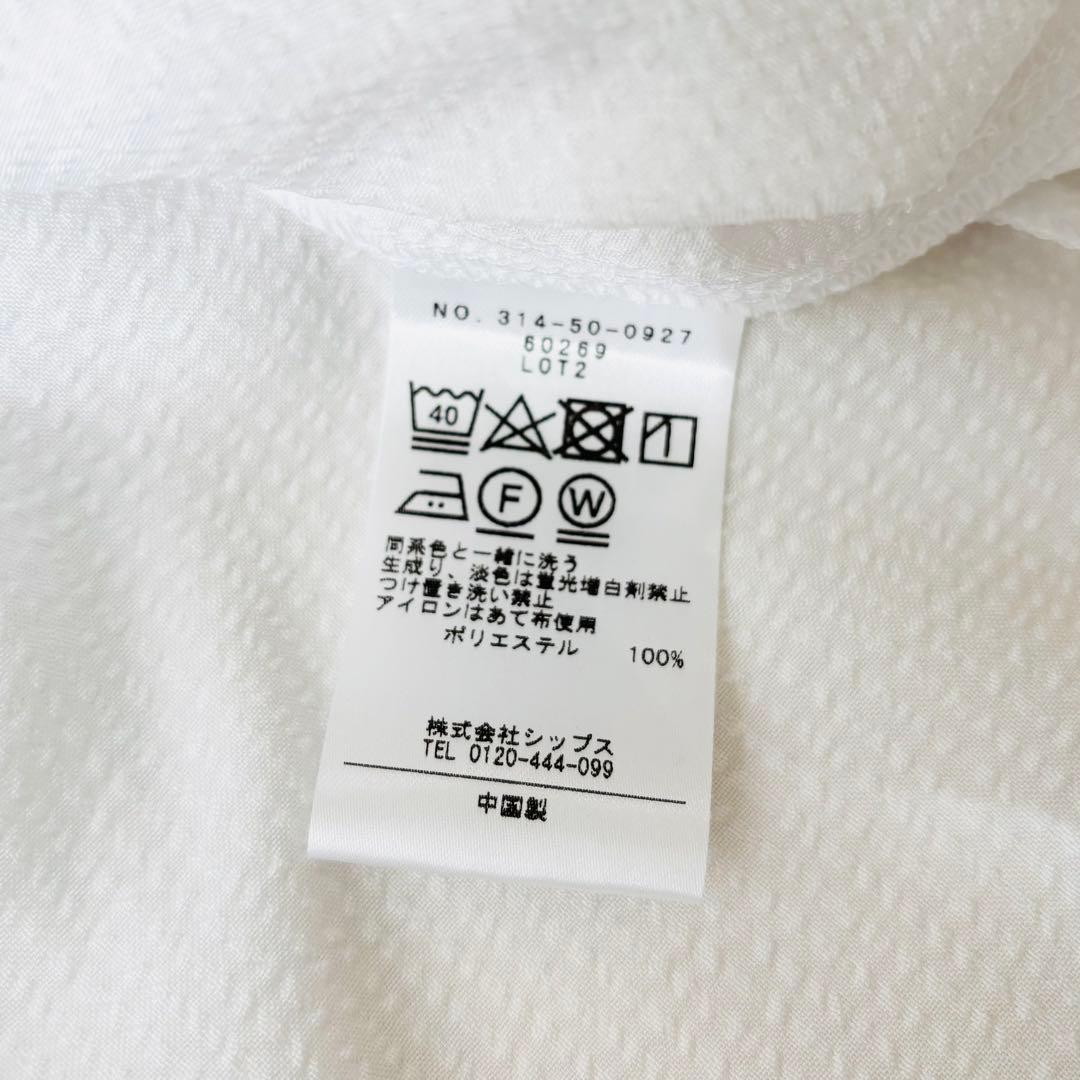 NO. 314-50-0927
60269
LOT2
40
F W
同系色と一緒に洗う
生成り、淡色は蛍光増白剤禁止
つけ置き洗い禁止
アイロンはあて布使用
ポリエステル 100%
株式会社シップス
TEL 0120-444-099
中国製